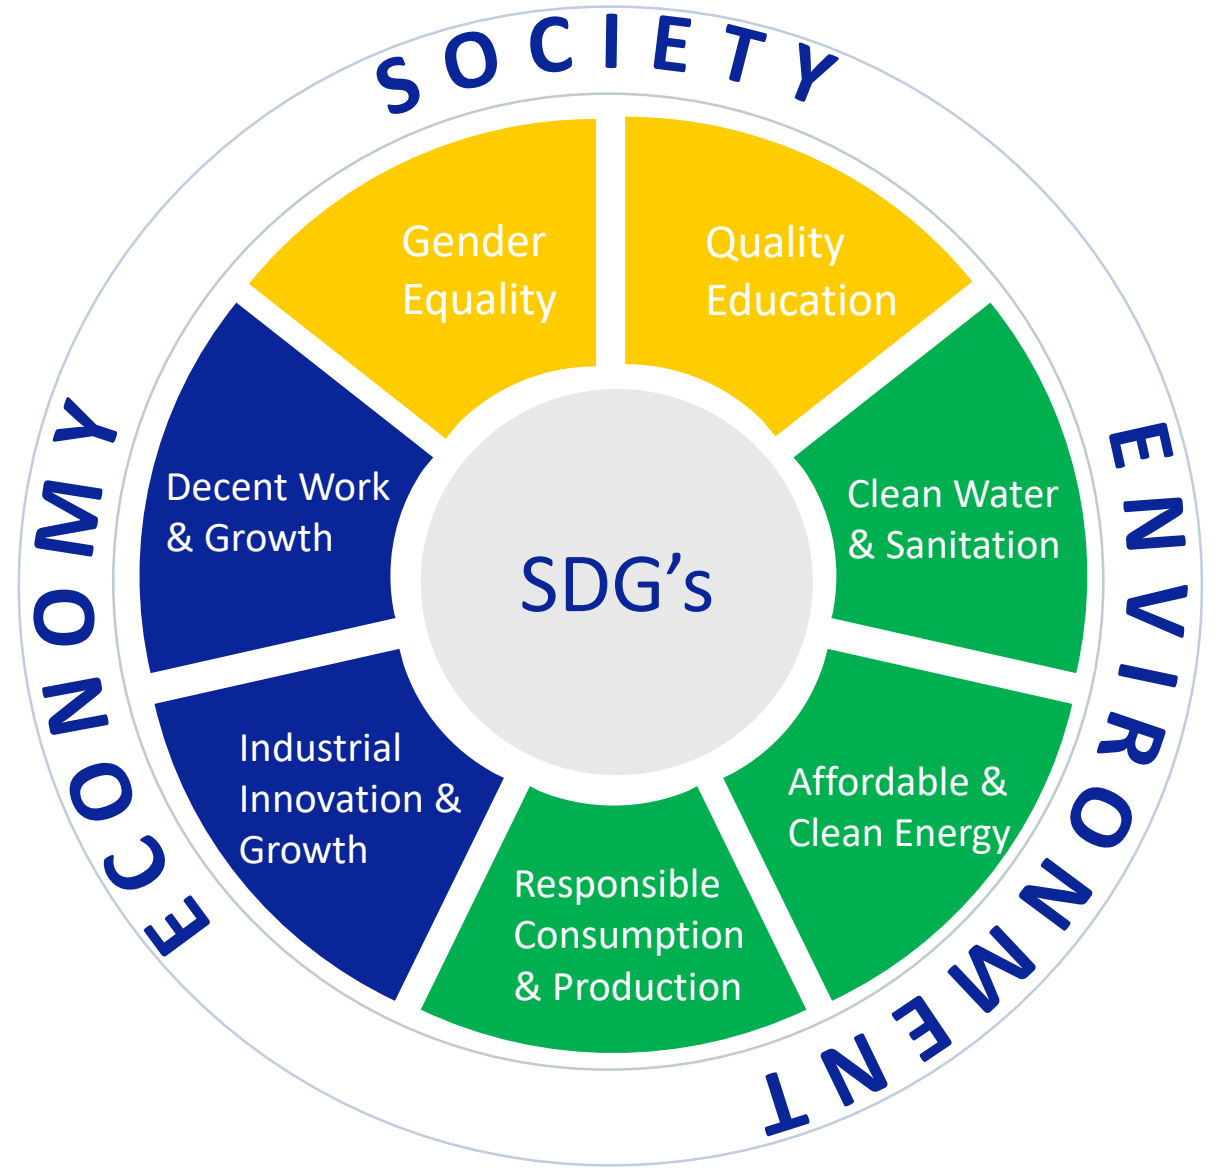 SOCIETY
Gender
Equality
Quality
Education
Decent Work
& Growth
Clean Water
& Sanitation
SDG’s
Industrial
Innovation &
Growth
Affordable &
Clean Energy
Responsible
Consumption
& Production
ECONOMY
ENVIRONMENT